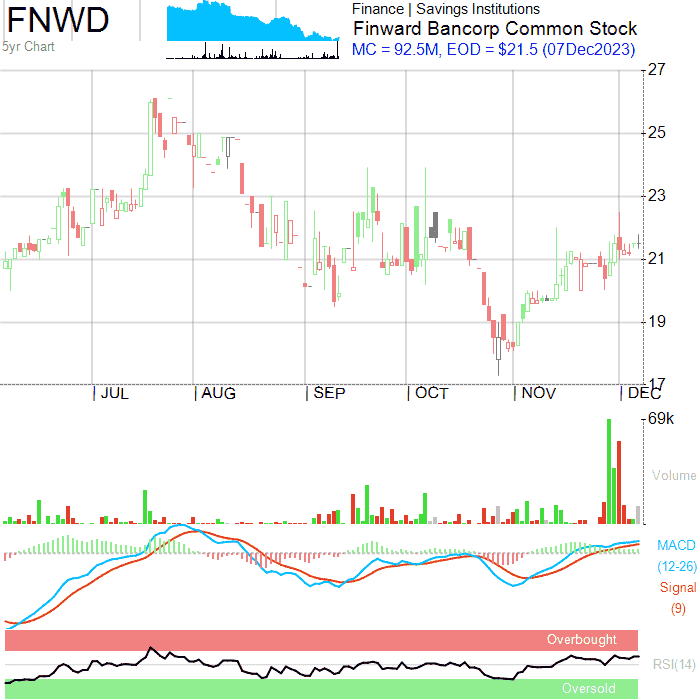 FNWD
5yr Chart
Finance | Savings Institutions
Finward Bancorp Common Stock
MC = 92.5M, EOD = $21.5 (07Dec2023)
27
25
23
21
19
17
JUL AUG SEP OCT NOV DEC
69k
Volume
MACD
(12-26)
Signal
(9)
Overbought
RSI(14)
Oversold